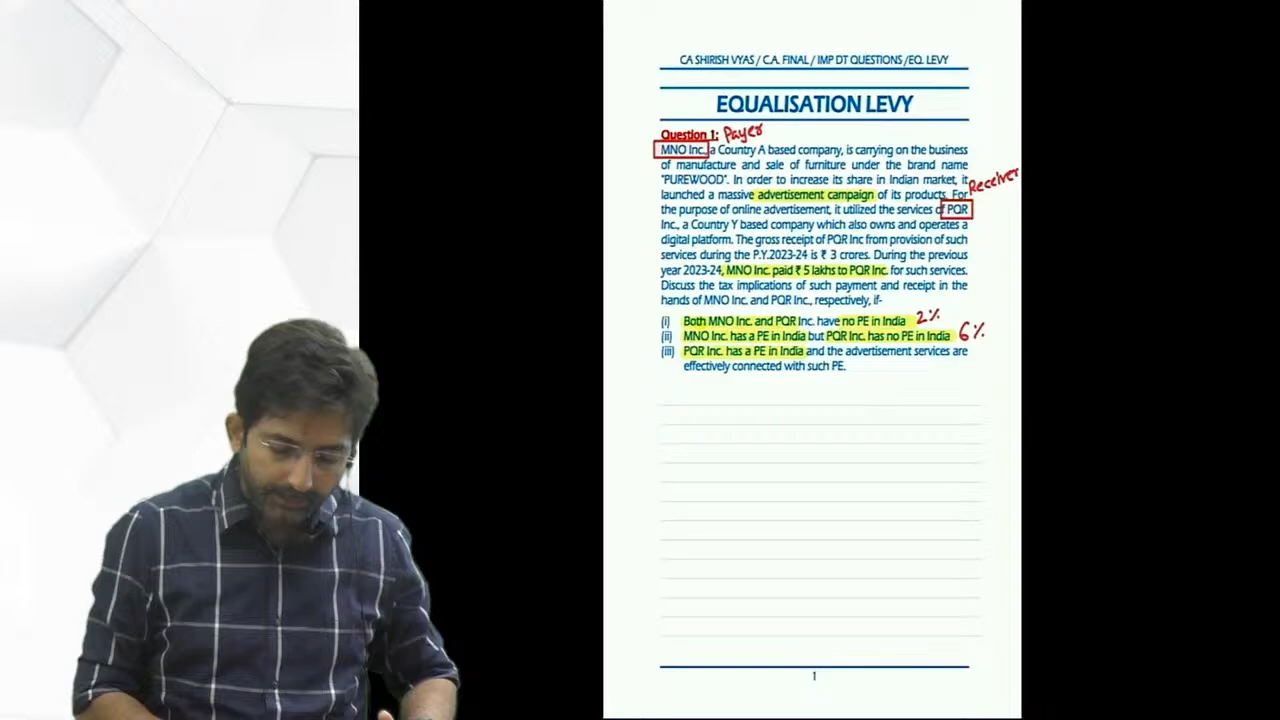 CA SHIRISH VYAS / C.A. FINAL / IMP DT QUESTIONS /EQ. LEVY
EQUALISATION LEVY
Question 1: Payer
MNO Inc., a Country A based company, is carrying on the business
of manufacture and sale of furniture under the brand name
"PUREWOOD". In order to increase its share in Indian market, it
Receiver
launched a massive advertisement campaign of its products. For
the purpose of online advertisement, it utilized the services of PQR
Inc., a Country Y based company which also owns and operates a
digital platform. The gross receipt of PQR Inc from provision of such
services during the P.Y.2023-24 is ₹ 3 crores. During the previous
year 2023-24, MNO Inc. paid ₹ 5 lakhs to PQR Inc. for such services.
Discuss the tax implications of such payment and receipt in the
hands of MNO Inc. and PQR Inc., respectively, if-
(i) Both MNO Inc. and PQR Inc. have no PE in India 2%
(ii) MNO Inc. has a PE in India but PQR Inc. has no PE in India 6%
(iii) PQR Inc. has a PE in India and the advertisement services are
effectively connected with such PE.
1